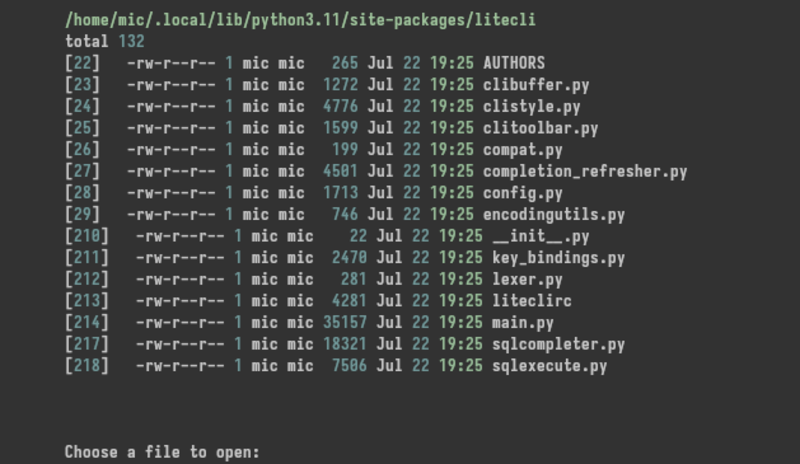 /home/mic/.local/lib/python3.11/site-packages/litecli
total 132
[22]   -rw-r--r-- 1 mic mic   265 Jul 22 19:25 AUTHORS
[23]   -rw-r--r-- 1 mic mic  1272 Jul 22 19:25 clibuffer.py
[24]   -rw-r--r-- 1 mic mic  4776 Jul 22 19:25 clistyle.py
[25]   -rw-r--r-- 1 mic mic  1599 Jul 22 19:25 clitoolbar.py
[26]   -rw-r--r-- 1 mic mic   199 Jul 22 19:25 compat.py
[27]   -rw-r--r-- 1 mic mic  4501 Jul 22 19:25 completion_refresher.py
[28]   -rw-r--r-- 1 mic mic  1713 Jul 22 19:25 config.py
[29]   -rw-r--r-- 1 mic mic   746 Jul 22 19:25 encodingutils.py
[210]   -rw-r--r-- 1 mic mic    22 Jul 22 19:25 __init__.py
[211]   -rw-r--r-- 1 mic mic  2470 Jul 22 19:25 key_bindings.py
[212]   -rw-r--r-- 1 mic mic   281 Jul 22 19:25 lexer.py
[213]   -rw-r--r-- 1 mic mic  4281 Jul 22 19:25 liteclirc
[214]   -rw-r--r-- 1 mic mic 35157 Jul 22 19:25 main.py
[217]   -rw-r--r-- 1 mic mic 18321 Jul 22 19:25 sqlcompleter.py
[218]   -rw-r--r-- 1 mic mic  7506 Jul 22 19:25 sqlexecute.py
Choose a file to open: